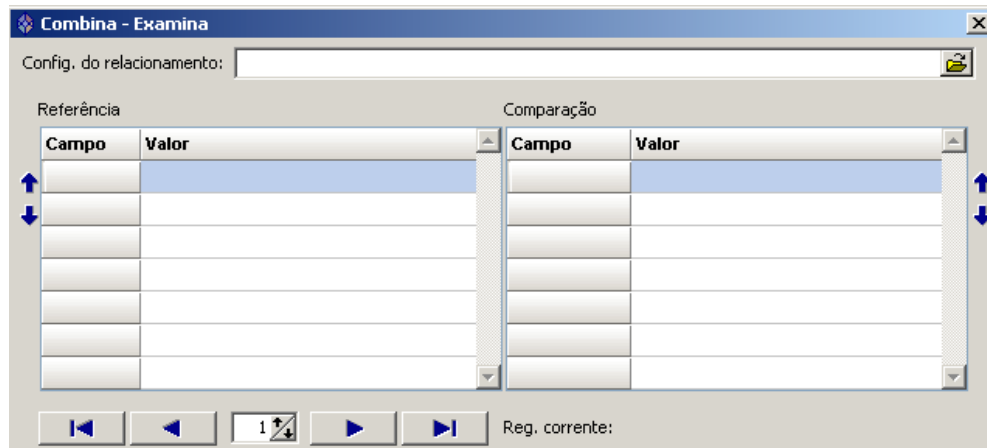 Combina - Examina
Config. do relacionamento:
Referência
Comparação
Campo Valor
Campo Valor
1
Reg. corrente: